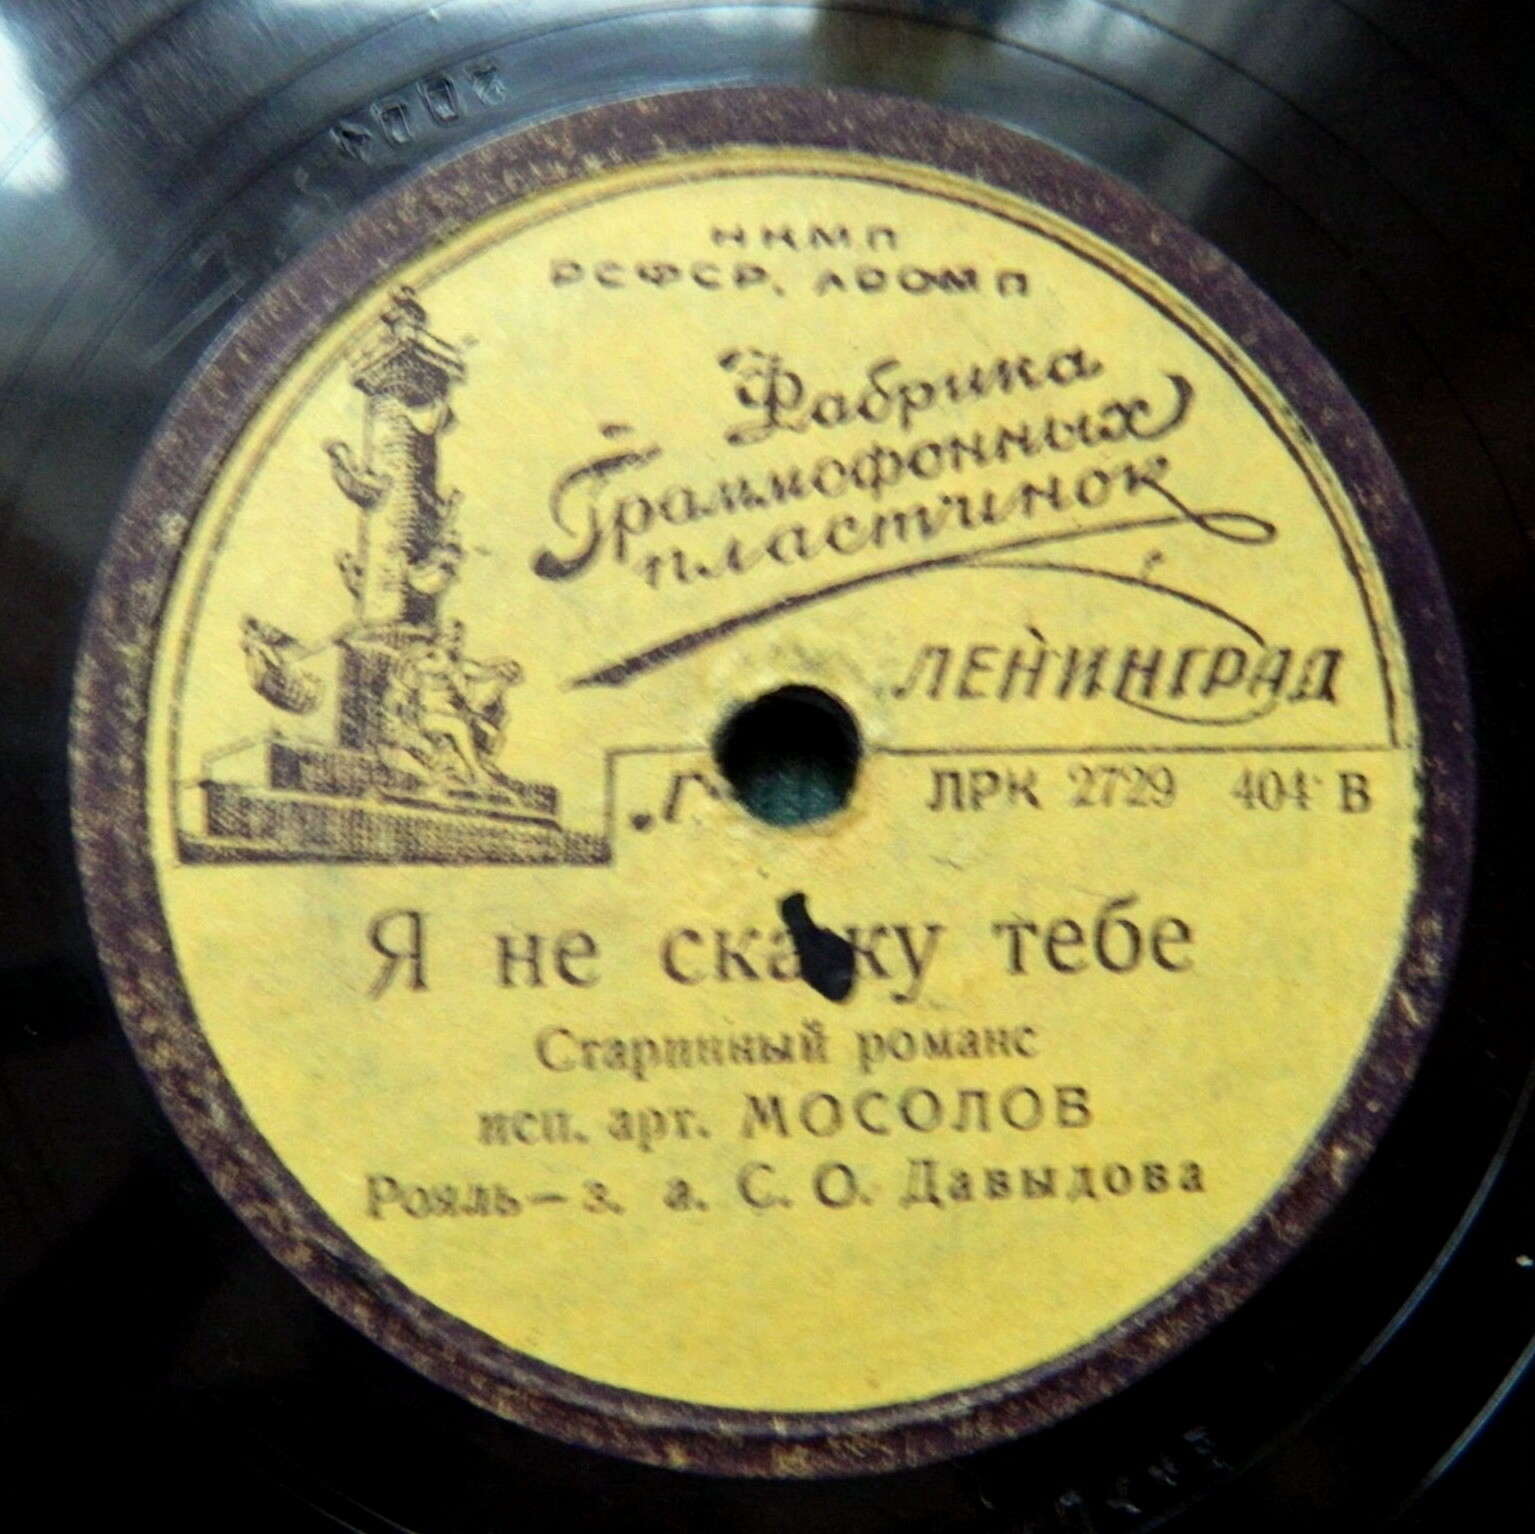 НКМП
РСФСР, ЛООМП
Фабрика
Граммофонных
пластинок
ЛЕНИНГРАД
ЛРК 2729 404 В
Я не скажу тебе
Старинный романс
исп. арт. МОСОЛОВ
Рояль — з. а. С. О. Давыдова